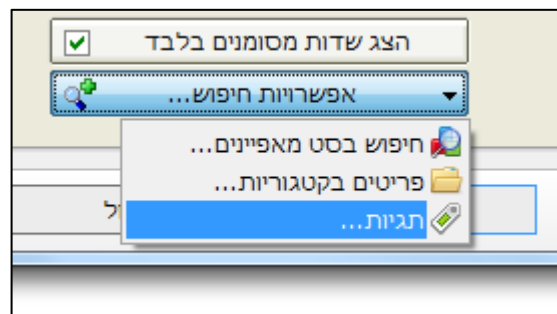 הצג שדות מסומנים בלבד
אפשרויות חיפוש...
חיפוש בסט מאפיינים...
פריטים בקטגוריות...
תגיות...